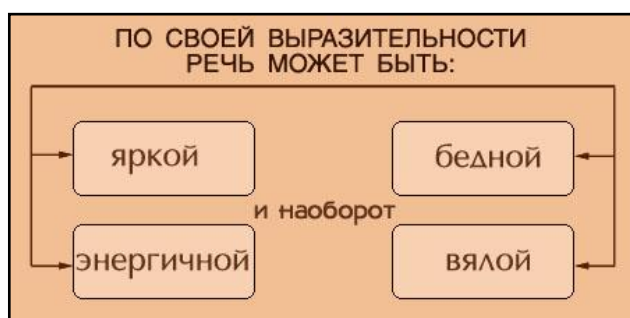 ПО СВОЕЙ ВЫРАЗИТЕЛЬНОСТИ
РЕЧЬ МОЖЕТ БЫТЬ:
яркой
бедной
и наоборот
энергичной
вялой